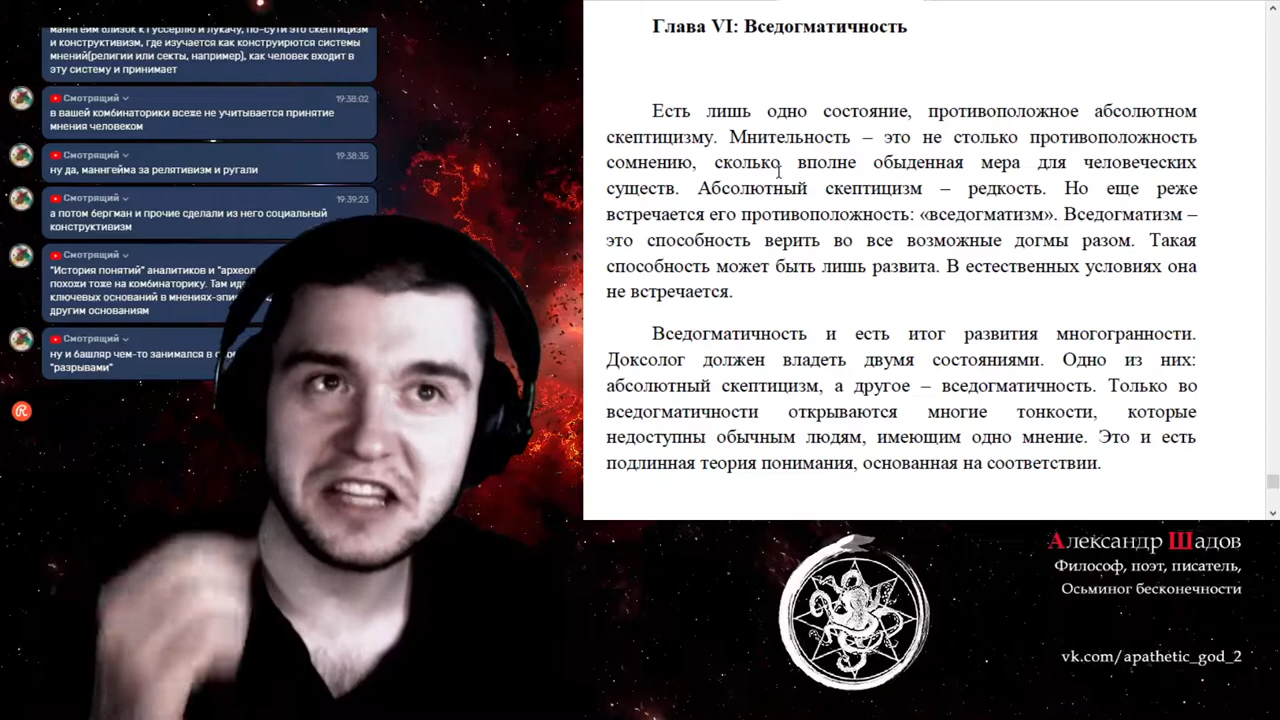 маннгейм близок к гуссерлю и лукачу, по-сути это скептицизм
и конструктивизм, где изучается как конструирются системы
мнений(религии или секты, например), как человек входит в
эту систему и принимает
Смотрящий
19:38:02
в вашей комбинаторики всеже не учитывается принятие
мнения человеком
Смотрящий
19:38:35
ну да, маннгейма за релятивизм и ругали
Смотрящий
19:39:23
а потом бергман и прочие сделали из него социальный
конструктивизм
Смотрящий
"История понятий" аналитиков и
похожи тоже на комбинаторику. Там
ключевых оснований в
другим основаниям
Смотрящий
ну и башляр чем-то занимался в
"разрывами"
Глава VI: Вседогматичность
Есть лишь одно состояние, противоположное абсолютном
скептицизму. Мнительность – это не столько противоположность
сомнению, сколько вполне обыденная мера для человеческих
существ. Абсолютный скептицизм – редкость. Но еще реже
встречается его противоположность: «вседогматизм». Вседогматизм –
это способность верить во все возможные догмы разом. Такая
способность может быть лишь развита. В естественных условиях она
не встречается.
Вседогматичность и есть итог развития многогранности.
Доксолог должен владеть двумя состояниями. Одно из них:
абсолютный скептицизм, а другое – вседогматичность. Только во
вседогматичности открываются многие тонкости, которые
недоступны обычным людям, имеющим одно мнение. Это и есть
подлинная теория понимания, основанная на соответствии.
Александр Шадов
Философ, поэт, писатель,
Осьминог бесконечности
vk.com/apathetic_god_2